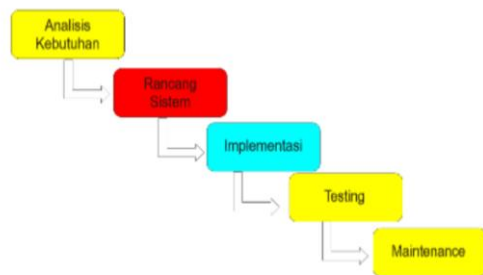 Analisis
Kebutuhan
Rancang
Sistem
Implementasi
Testing
Maintenance